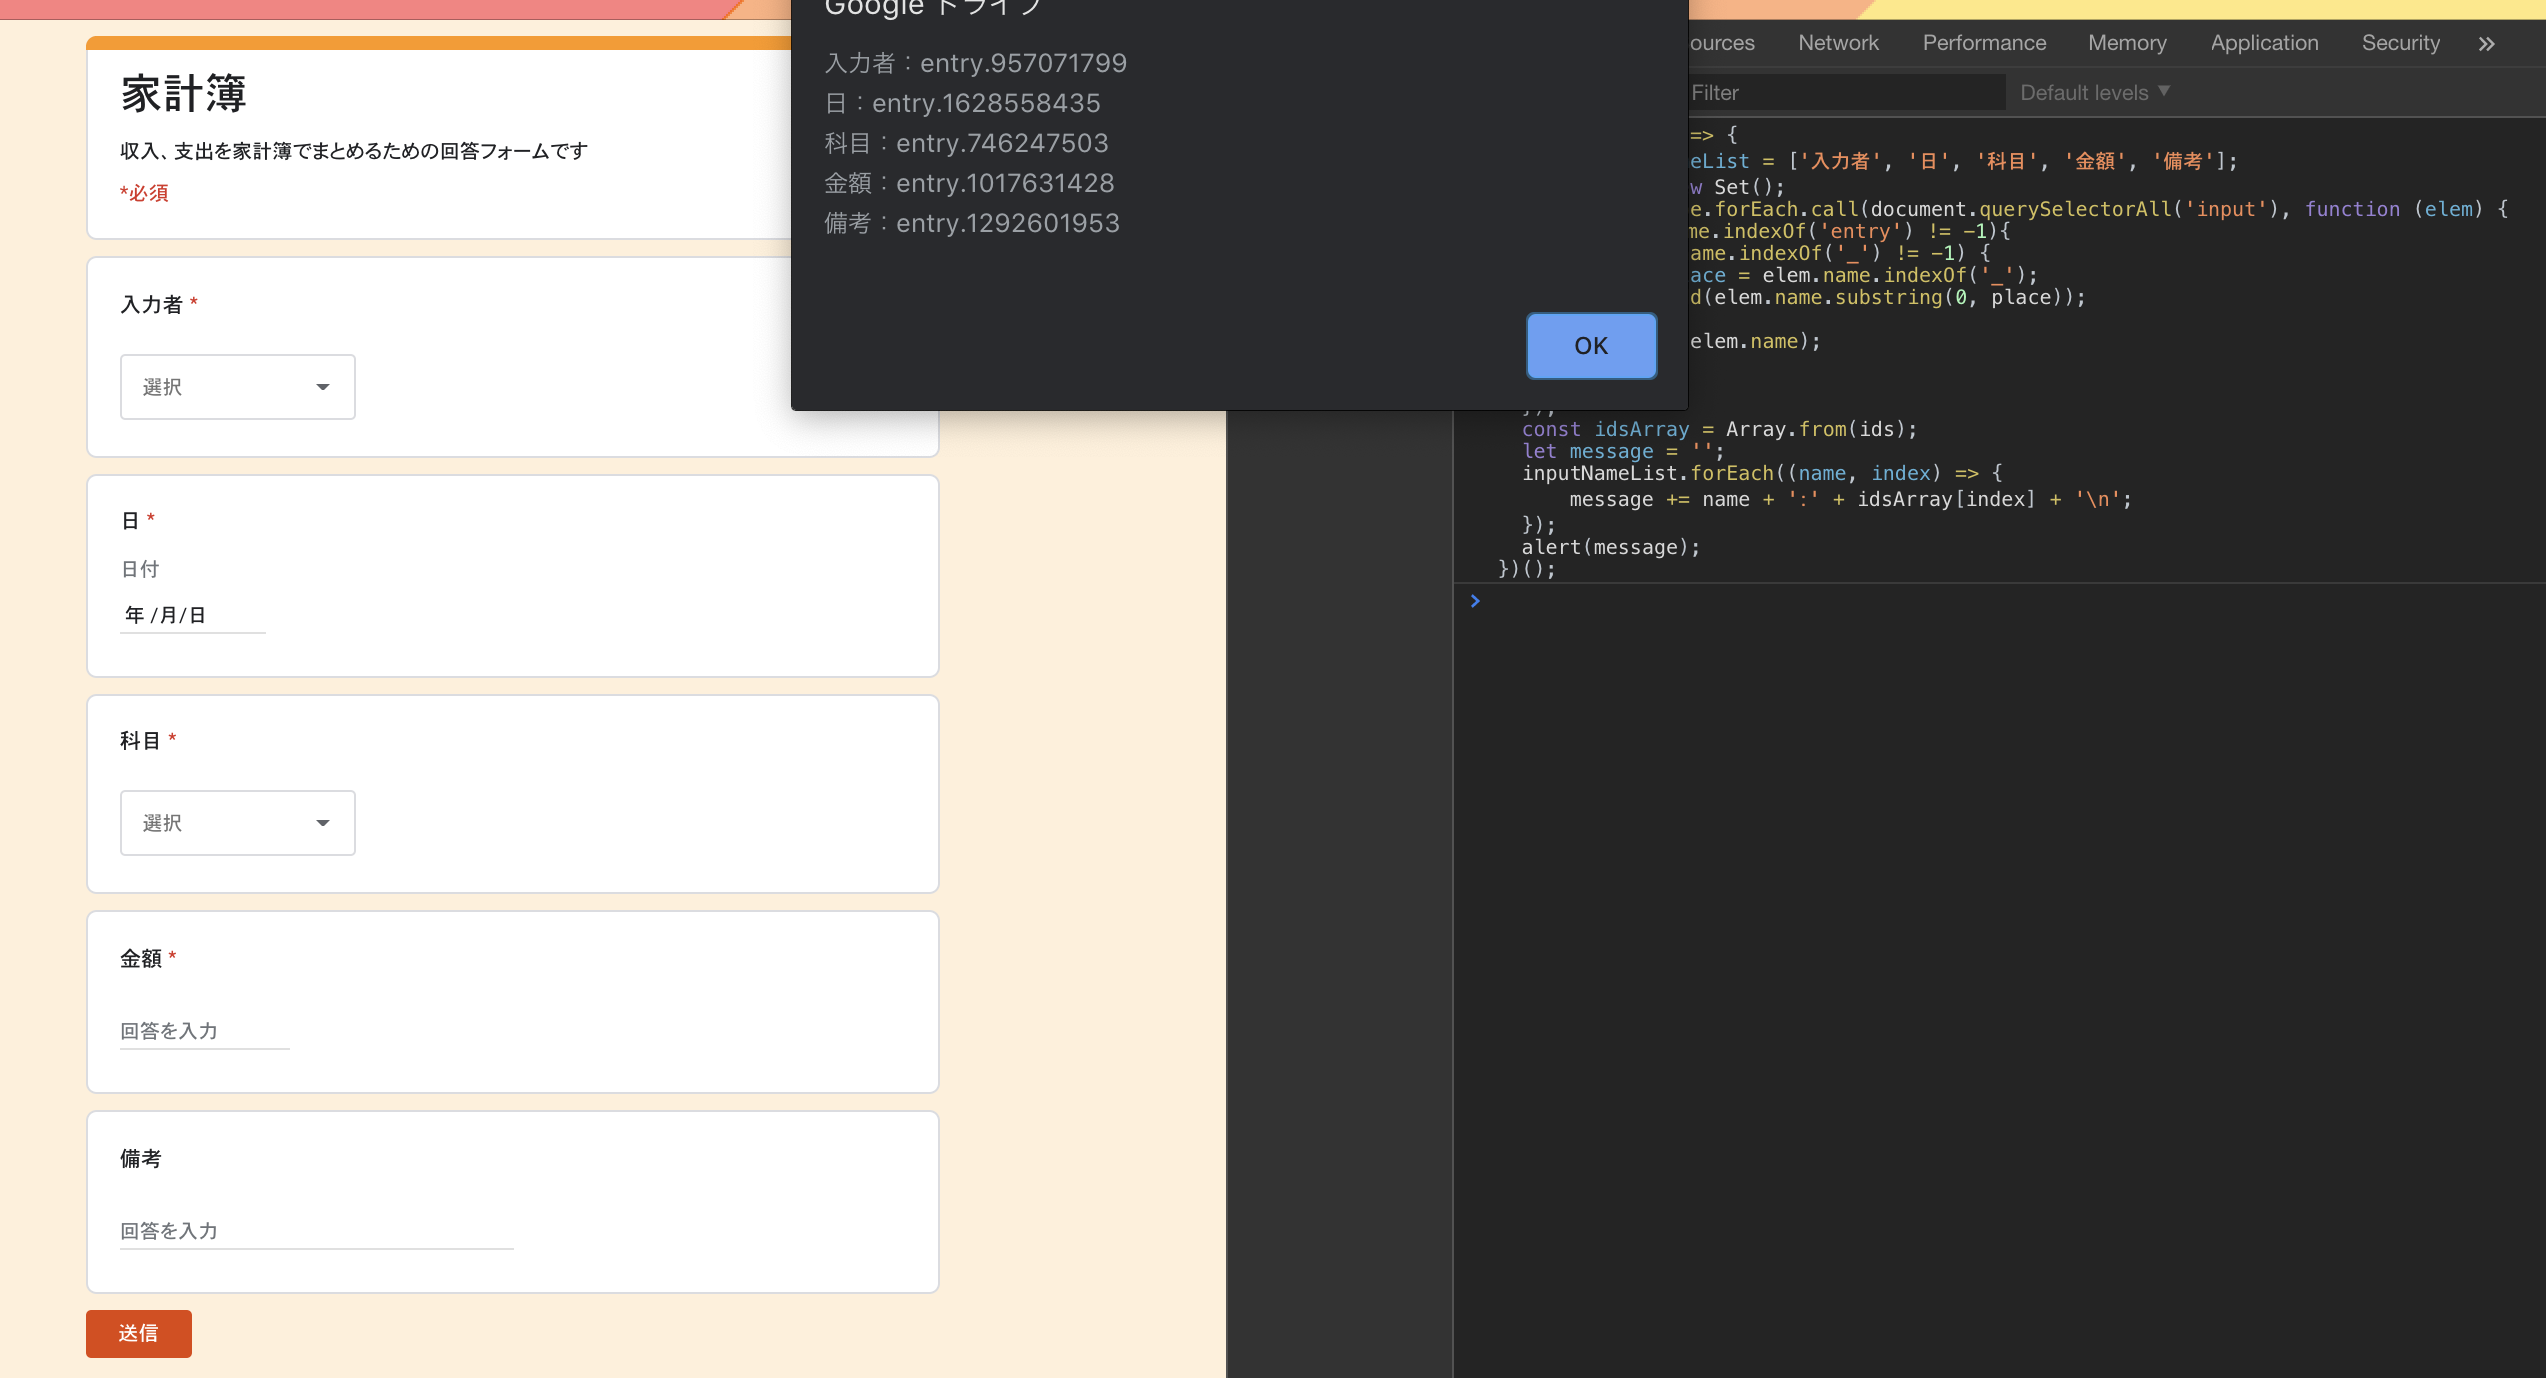 Google ドライブ
入力者：entry.957071799
日：entry.1628558435
科目：entry.746247503
金額：entry.1017631428
備考：entry.1292601953
OK
家計簿
収入、支出を家計簿でまとめるための回答フォームです
*必須
入力者 *
選択
日 *
日付
年 /月/日
科目 *
選択
金額 *
回答を入力
備考
回答を入力
送信
ources Network Performance Memory Application Security »
Filter Default levels ▼
=> {
eList = ['入力者', '日', '科目', '金額', '備考'];
w Set();
e.forEach.call(document.querySelectorAll('input'), function (elem) {
me.indexOf('entry') != -1){
ame.indexOf('_') != -1) {
ace = elem.name.indexOf('_');
d(elem.name.substring(0, place));
elem.name);
});
const idsArray = Array.from(ids);
let message = '';
inputNameList.forEach((name, index) => {
message += name + '：' + idsArray[index] + '\n';
});
alert(message);
})();
>